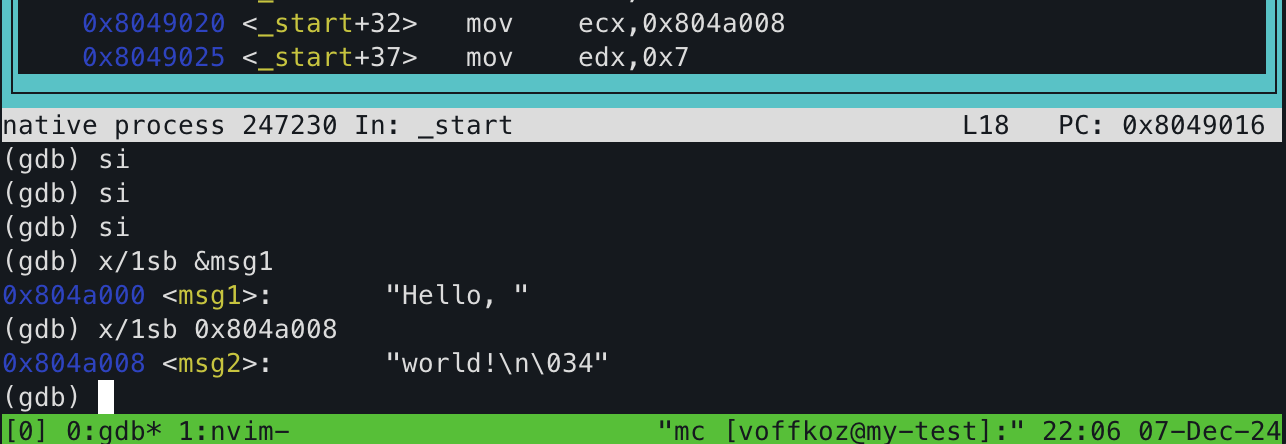 0x8049020 <_start+32>   mov    ecx,0x804a008
0x8049025 <_start+37>   mov    edx,0x7
native process 247230 In: _start                            L18   PC: 0x8049016
(gdb) si
(gdb) si
(gdb) si
(gdb) x/1sb &msg1
0x804a000 <msg1>:       "Hello, "
(gdb) x/1sb 0x804a008
0x804a008 <msg2>:       "world!\n\034"
(gdb)
[0] 0:gdb* 1:nvim-                       "mc [voffkoz@my-test]:" 22:06 07-Dec-24